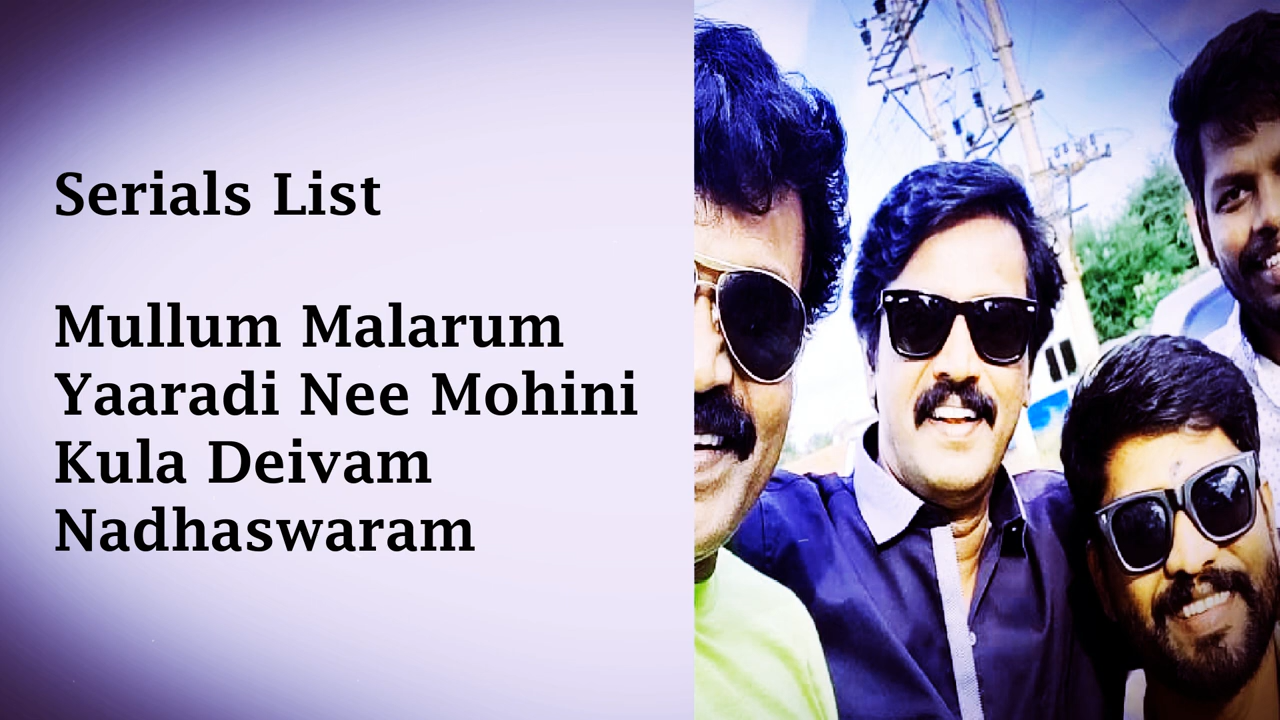 Serials List
Mullum Malarum
Yaaradi Nee Mohini
Kula Deivam
Nadhaswaram